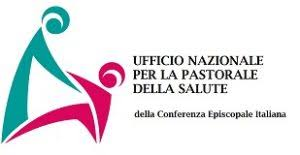 UFFICIO NAZIONALE
PER LA PASTORALE
DELLA SALUTE
della Conferenza Episcopale Italiana